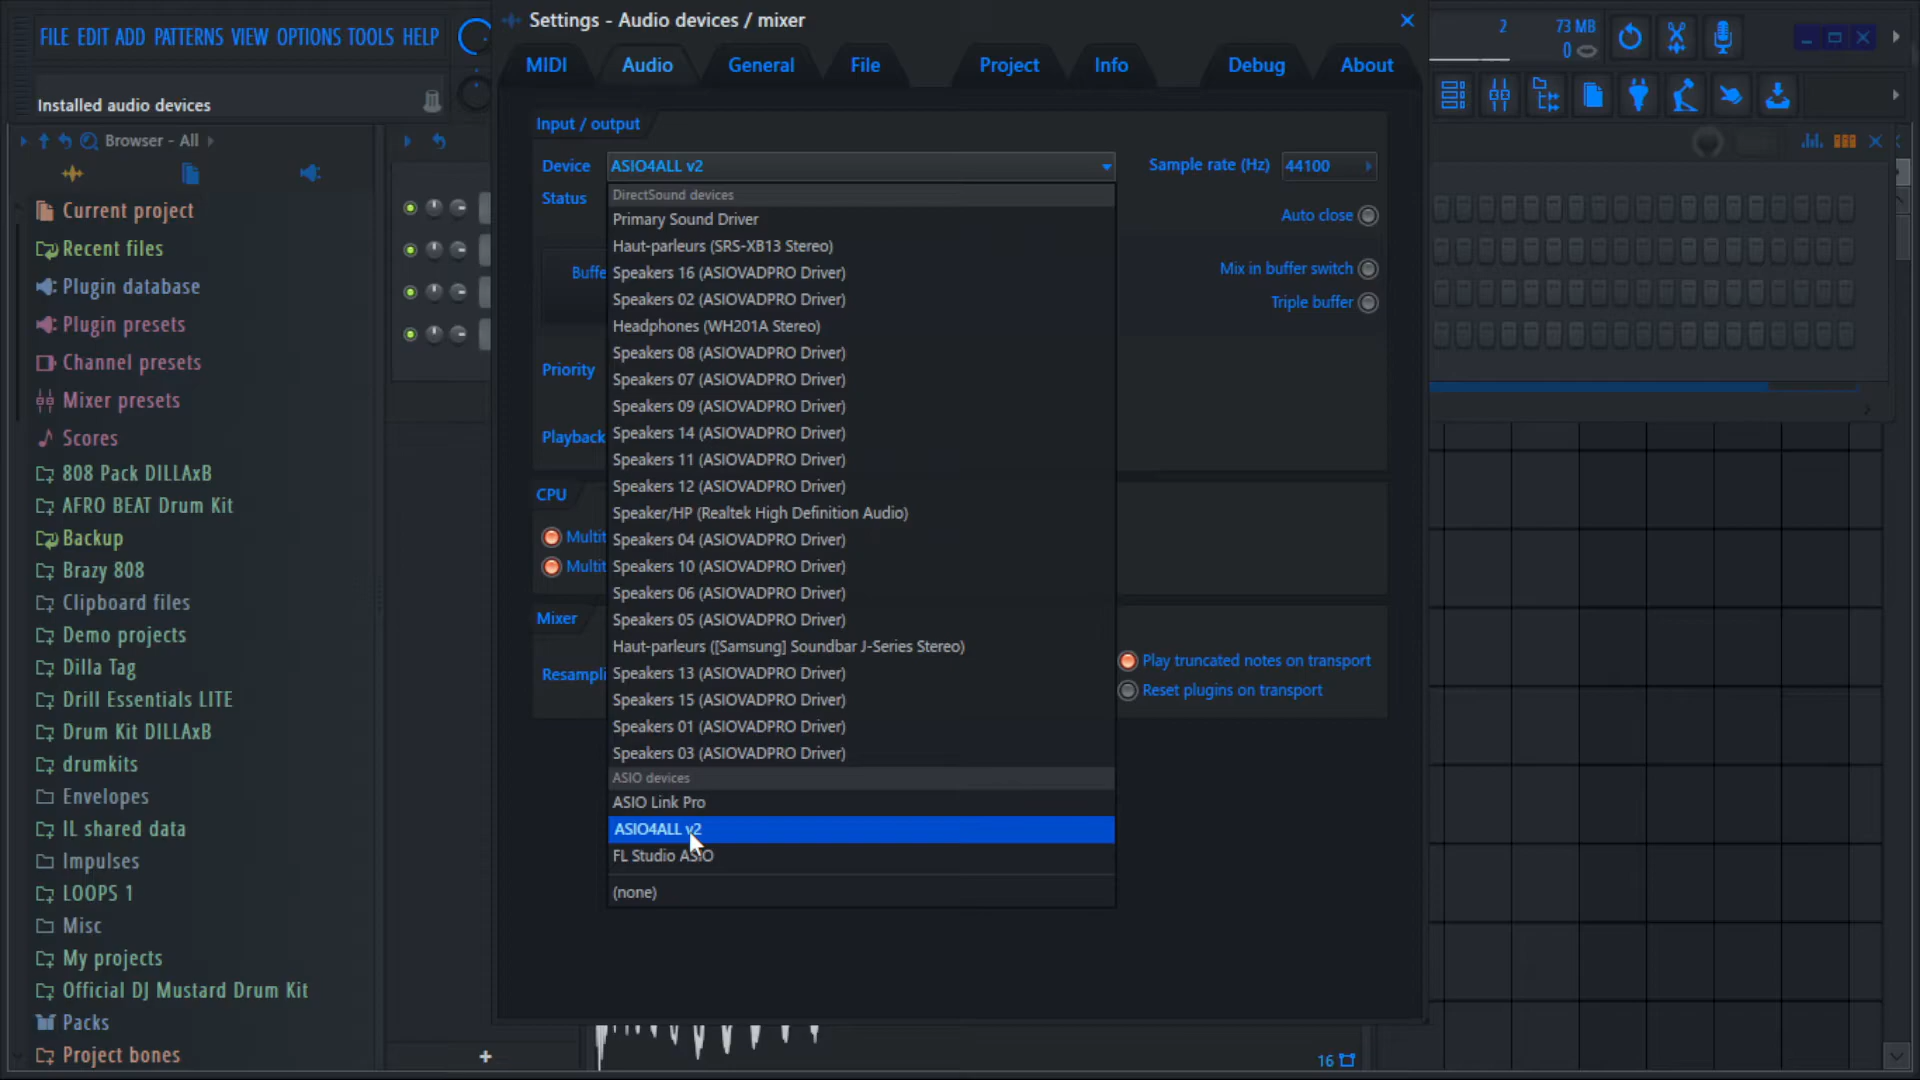 FILE EDIT ADD PATTERNS VIEW OPTIONS TOOLS HELP
Installed audio devices
Browser - All
Current project
Recent files
Plugin database
Plugin presets
Channel presets
Mixer presets
Scores
808 Pack DILLAxB
AFRO BEAT Drum Kit
Backup
Brazy 808
Clipboard files
Demo projects
Dilla Tag
Drill Essentials LITE
Drum Kit DILLAxB
drumkits
Envelopes
IL shared data
Impulses
LOOPS 1
Misc
My projects
Official DJ Mustard Drum Kit
Packs
Project bones
Settings - Audio devices / mixer
MIDI
Audio
General
File
Project
Info
Debug
About
Input / output
Device
ASIO4ALL v2
Sample rate (Hz)
44100
Status
Auto close
Buffe
Mix in buffer switch
Triple buffer
Priority
Playback
CPU
Multit
Multit
Mixer
Resampli
Play truncated notes on transport
Reset plugins on transport
DirectSound devices
Primary Sound Driver
Haut-parleurs (SRS-XB13 Stereo)
Speakers 16 (ASIOVADPRO Driver)
Speakers 02 (ASIOVADPRO Driver)
Headphones (WH201A Stereo)
Speakers 08 (ASIOVADPRO Driver)
Speakers 07 (ASIOVADPRO Driver)
Speakers 09 (ASIOVADPRO Driver)
Speakers 14 (ASIOVADPRO Driver)
Speakers 11 (ASIOVADPRO Driver)
Speakers 12 (ASIOVADPRO Driver)
Speaker/HP (Realtek High Definition Audio)
Speakers 04 (ASIOVADPRO Driver)
Speakers 10 (ASIOVADPRO Driver)
Speakers 06 (ASIOVADPRO Driver)
Speakers 05 (ASIOVADPRO Driver)
Haut-parleurs ([Samsung] Soundbar J-Series Stereo)
Speakers 13 (ASIOVADPRO Driver)
Speakers 15 (ASIOVADPRO Driver)
Speakers 01 (ASIOVADPRO Driver)
Speakers 03 (ASIOVADPRO Driver)
ASIO devices
ASIO Link Pro
ASIO4ALL v2
FL Studio ASIO
(none)
2
73 MB
0
16